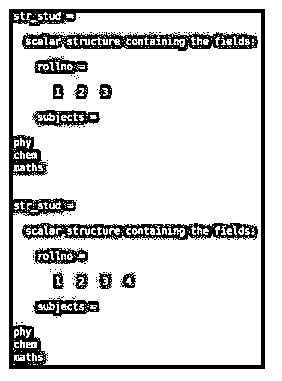 str_stud =
scalar structure containing the fields:
rollno =
1 2 3
subjects =
phy
chem
maths
str_stud =
scalar structure containing the fields:
rollno =
1 2 3 4
subjects =
phy
chem
maths